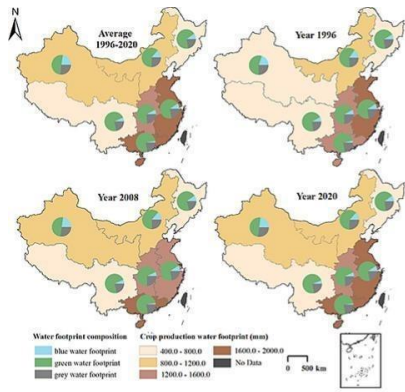 N
Average
1996-2020
Year 1996
Year 2008
Year 2020
Water footprint composition
blue water footprint
green water footprint
grey water footprint
Crop production water footprint (mm)
400.0 - 800.0
800.0 - 1200.0
1200.0 - 1600.0
1600.0 - 2000.0
No Data
0 500 km